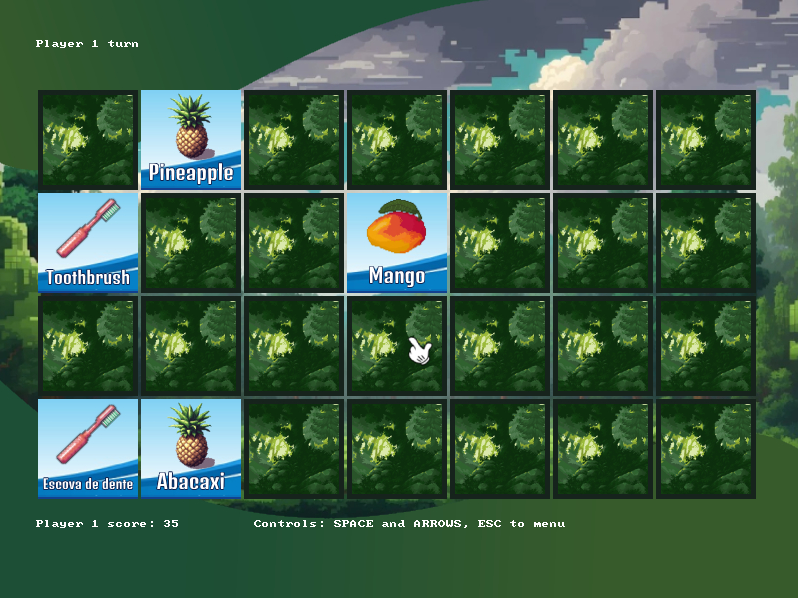 Player 1 turn
Pineapple
Toothbrush
Mango
Escova de dente
Abacaxi
Player 1 score: 35
Controls: SPACE and ARROWS, ESC to menu